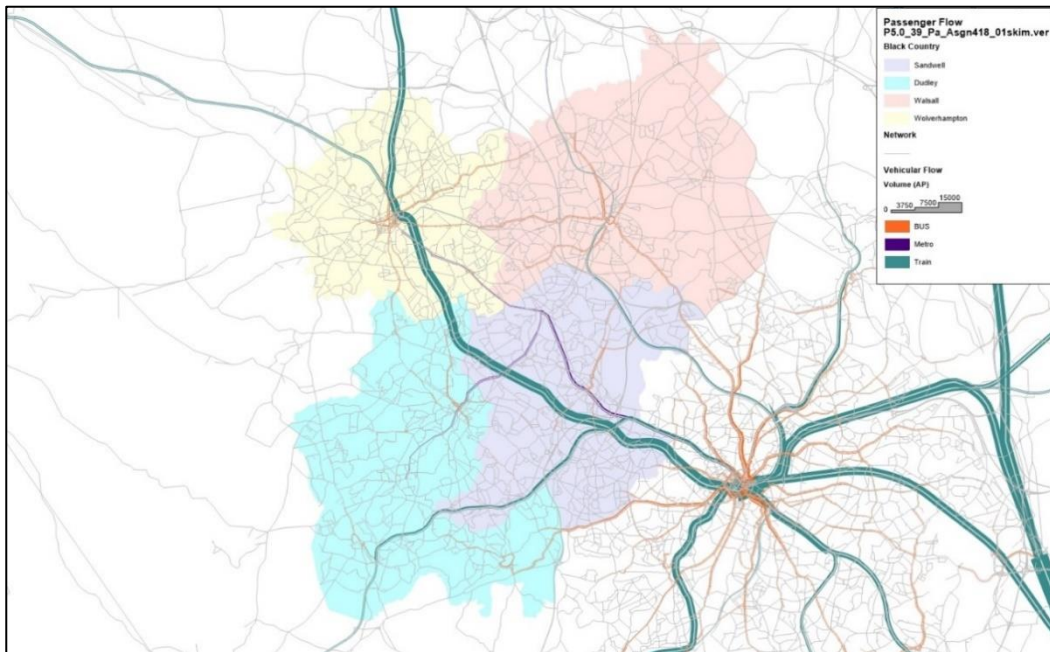 Passenger Flow
P5.0_39_Pa_Asgn418_01skim.ver
Black Country
Sandwell
Dudley
Walsall
Wolverhampton
Network
Vehicular Flow
Volume (AP)
0 3750 7500 15000
BUS
Metro
Train